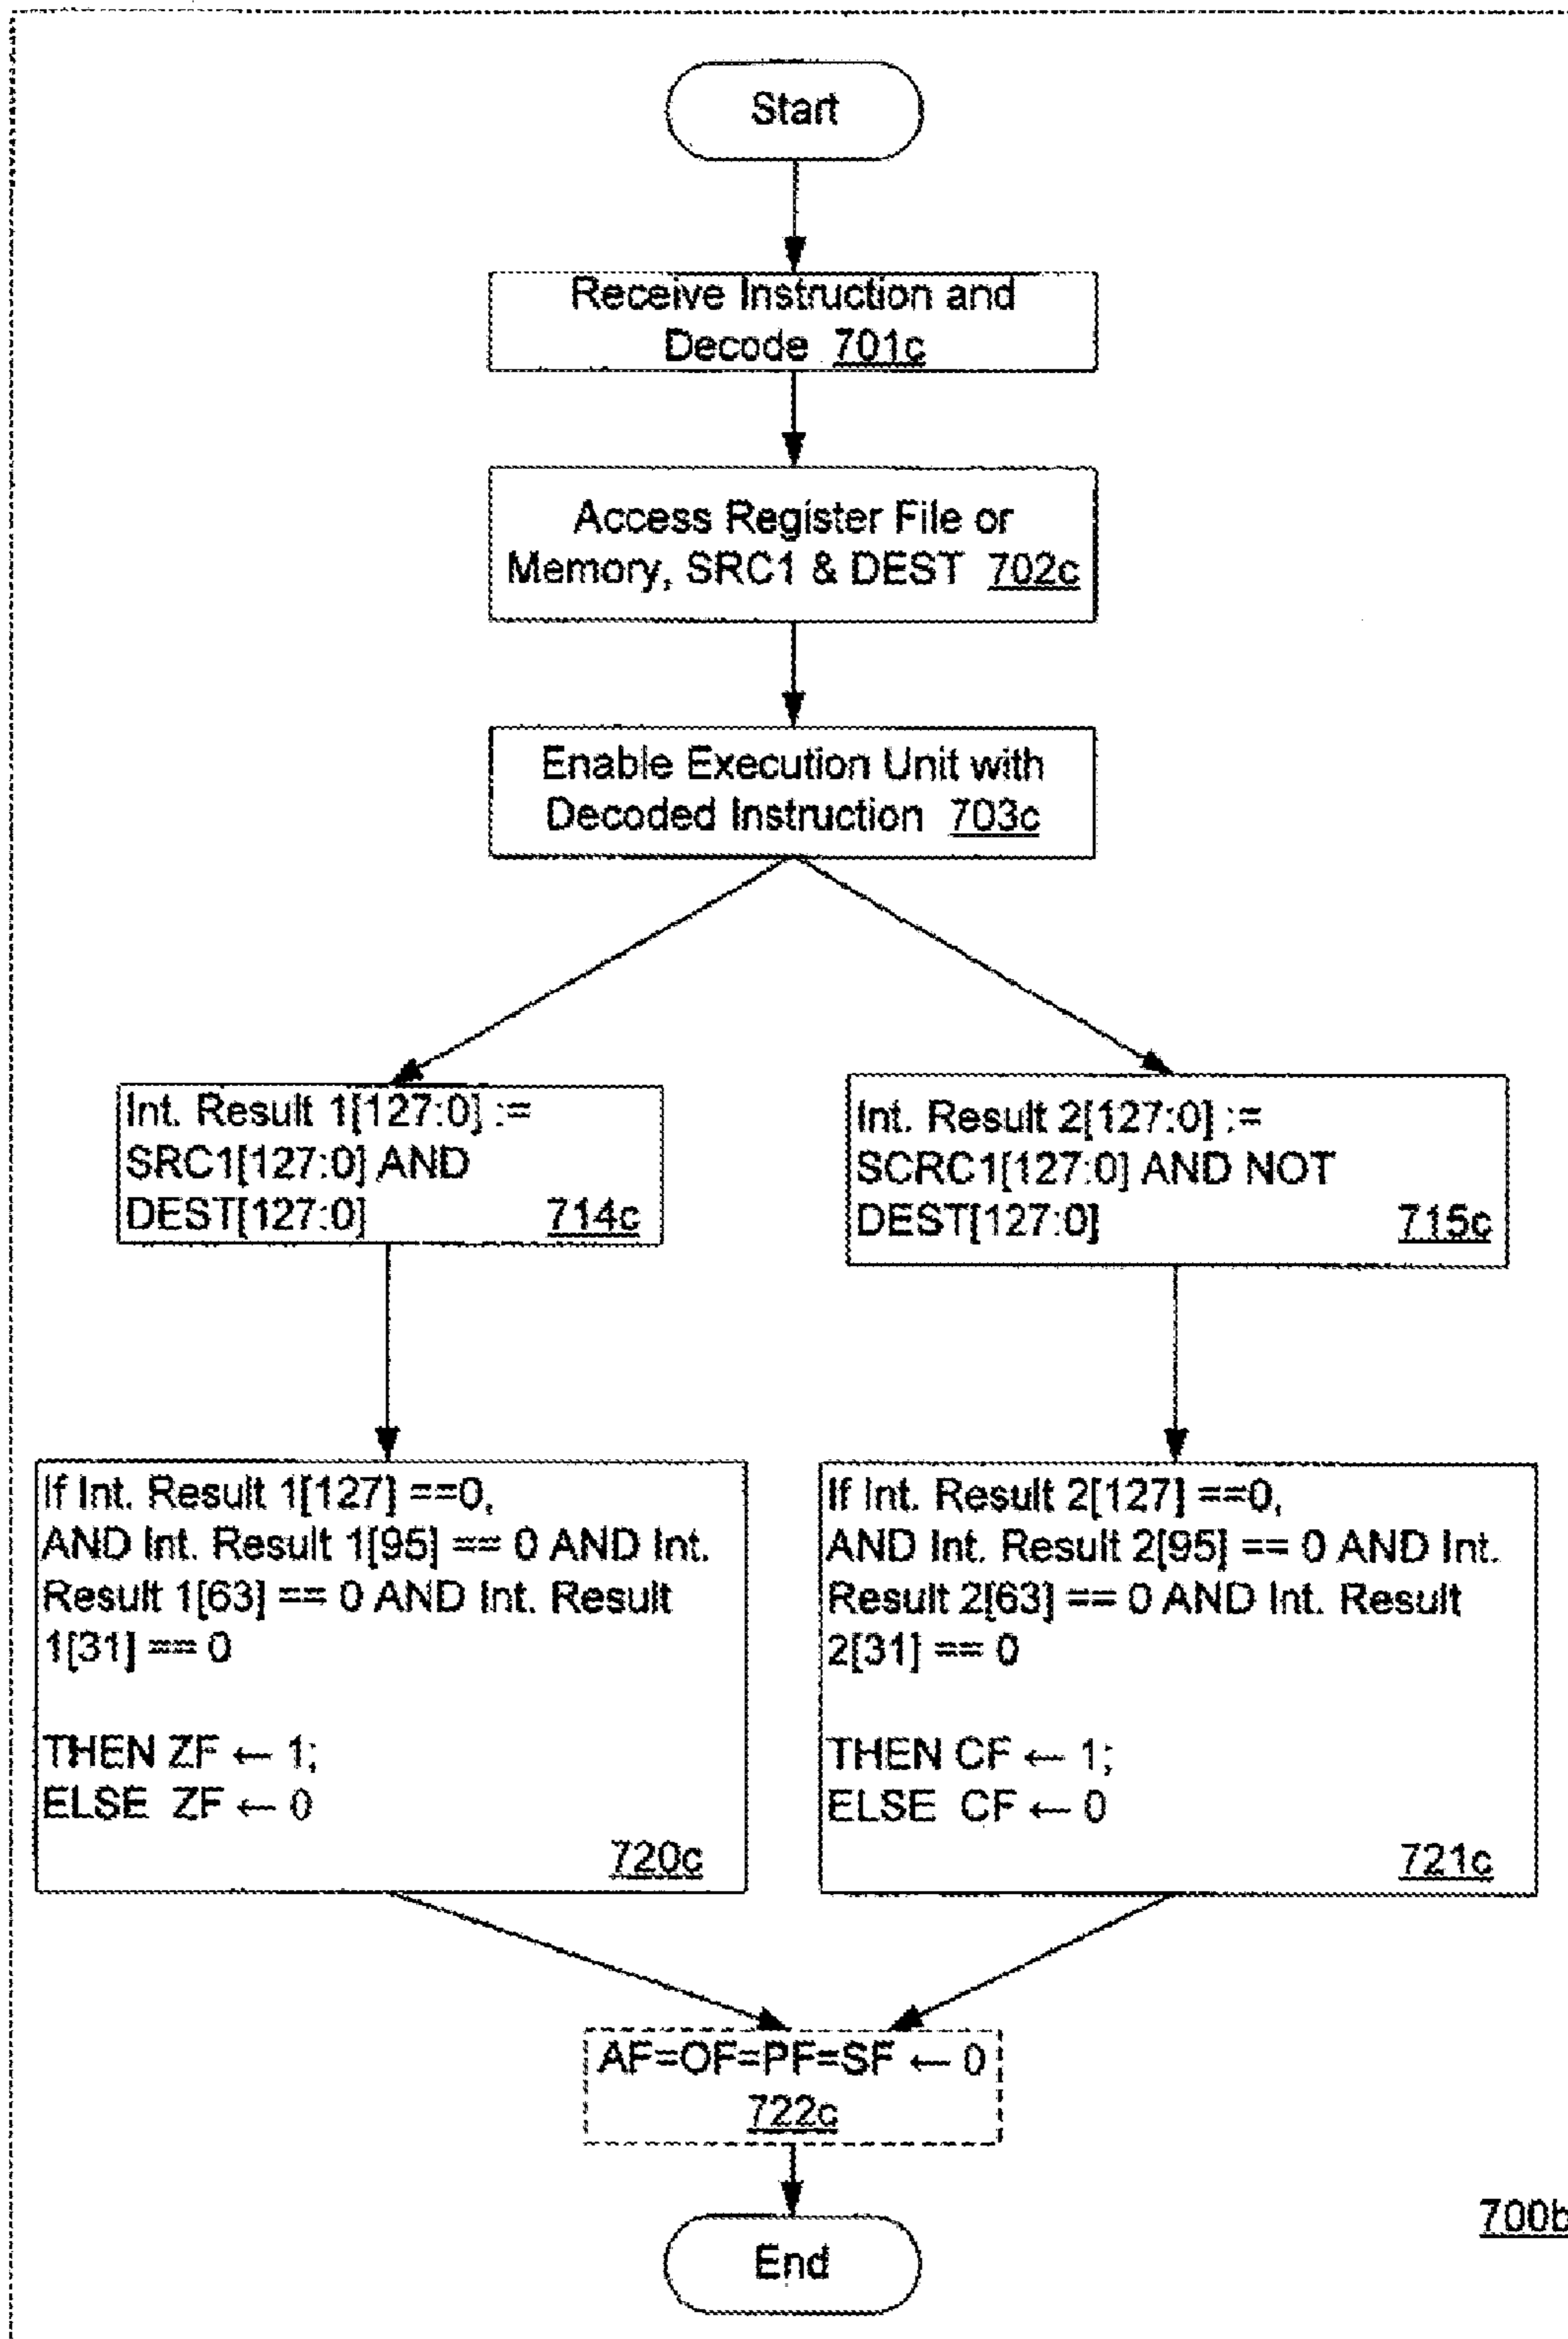 Start
Receive Instruction and
Decode 701c
Access Register File or
Memory, SRC1 & DEST 702c
Enable Execution Unit with
Decoded Instruction 703c
Int. Result 1[127:0] :=
SRC1[127:0] AND
DEST[127:0] 714c
Int. Result 2[127:0] :=
SCRC1[127:0] AND NOT
DEST[127:0] 715c
If Int. Result 1[127] ==0,
AND Int. Result 1[95] == 0 AND Int.
Result 1[63] == 0 AND Int. Result
1[31] == 0
THEN ZF ← 1;
ELSE ZF ← 0
720c
If Int. Result 2[127] ==0,
AND Int. Result 2[95] == 0 AND Int.
Result 2[63] == 0 AND Int. Result
2[31] == 0
THEN CF ← 1;
ELSE CF ← 0
721c
AF=OF=PF=SF ← 0
722c
End
700b